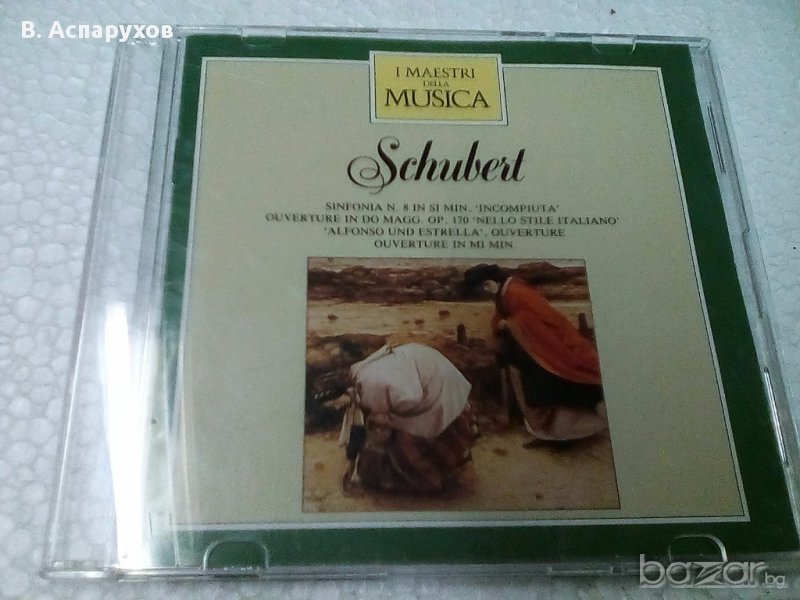 В. Аспарухов
I MAESTRI
DELLA
MUSICA
Schubert
SINFONIA N. 8 IN SI MIN. 'INCOMPIUTA'
OUVERTURE IN DO MAGG. OP. 170 'NELLO STILE ITALIANO'
'ALFONSO UND ESTRELLA', OUVERTURE
OUVERTURE IN MI MIN.
bazar.bg